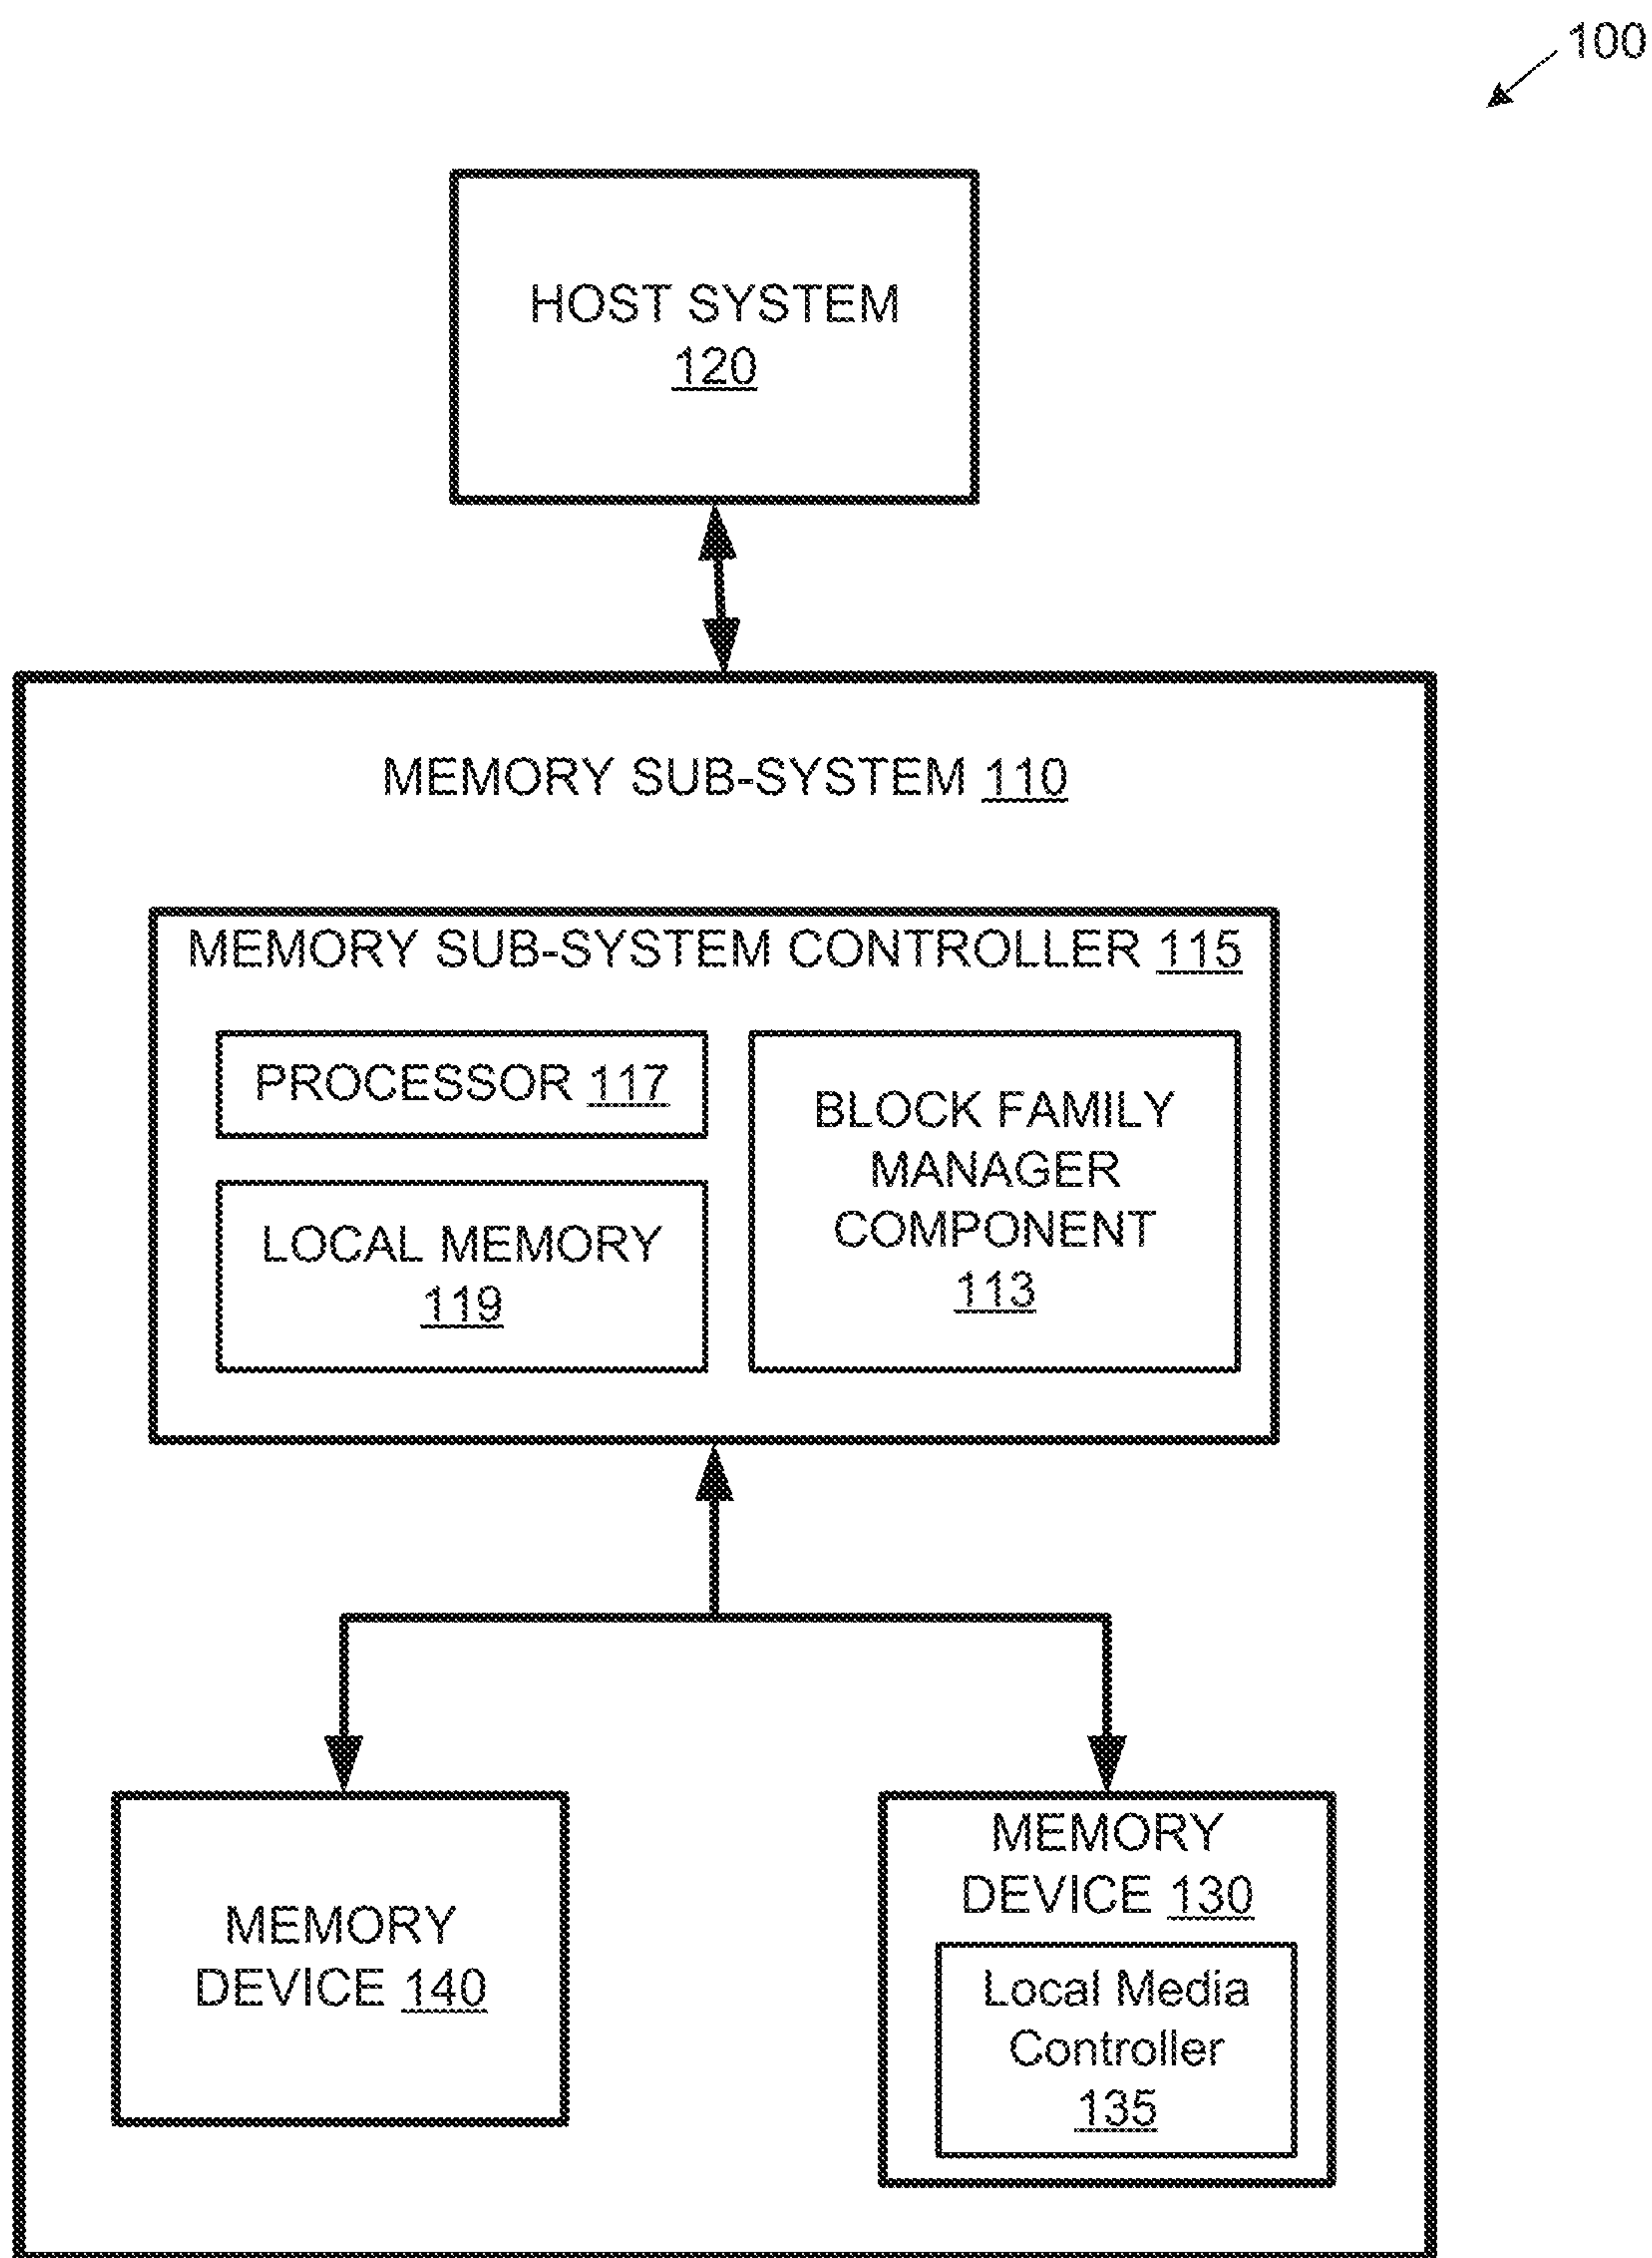 100
HOST SYSTEM
120
MEMORY SUB-SYSTEM 110
MEMORY SUB-SYSTEM CONTROLLER 115
PROCESSOR 117
LOCAL MEMORY
119
BLOCK FAMILY
MANAGER
COMPONENT
113
MEMORY
DEVICE 140
MEMORY
DEVICE 130
Local Media
Controller
135